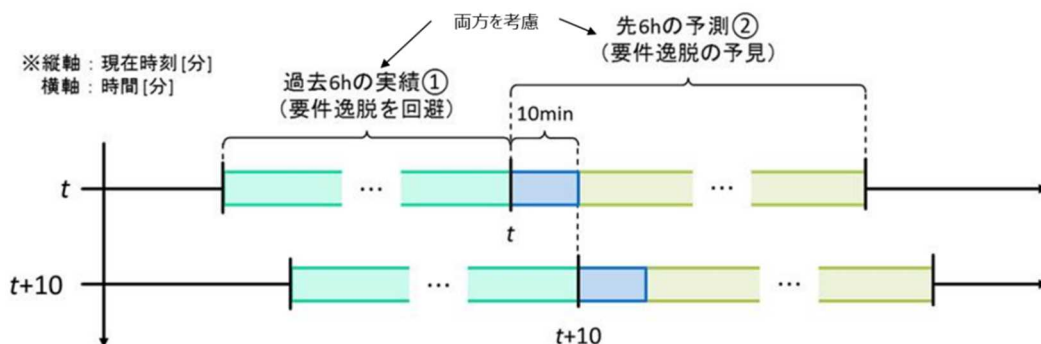 両方を考慮
先6hの予測②
(要件逸脱の予見)
※縦軸：現在時刻[分]
横軸：時間[分]
過去6hの実績①
(要件逸脱を回避)
10min
t
...
...
t
t+10
...
...
t+10